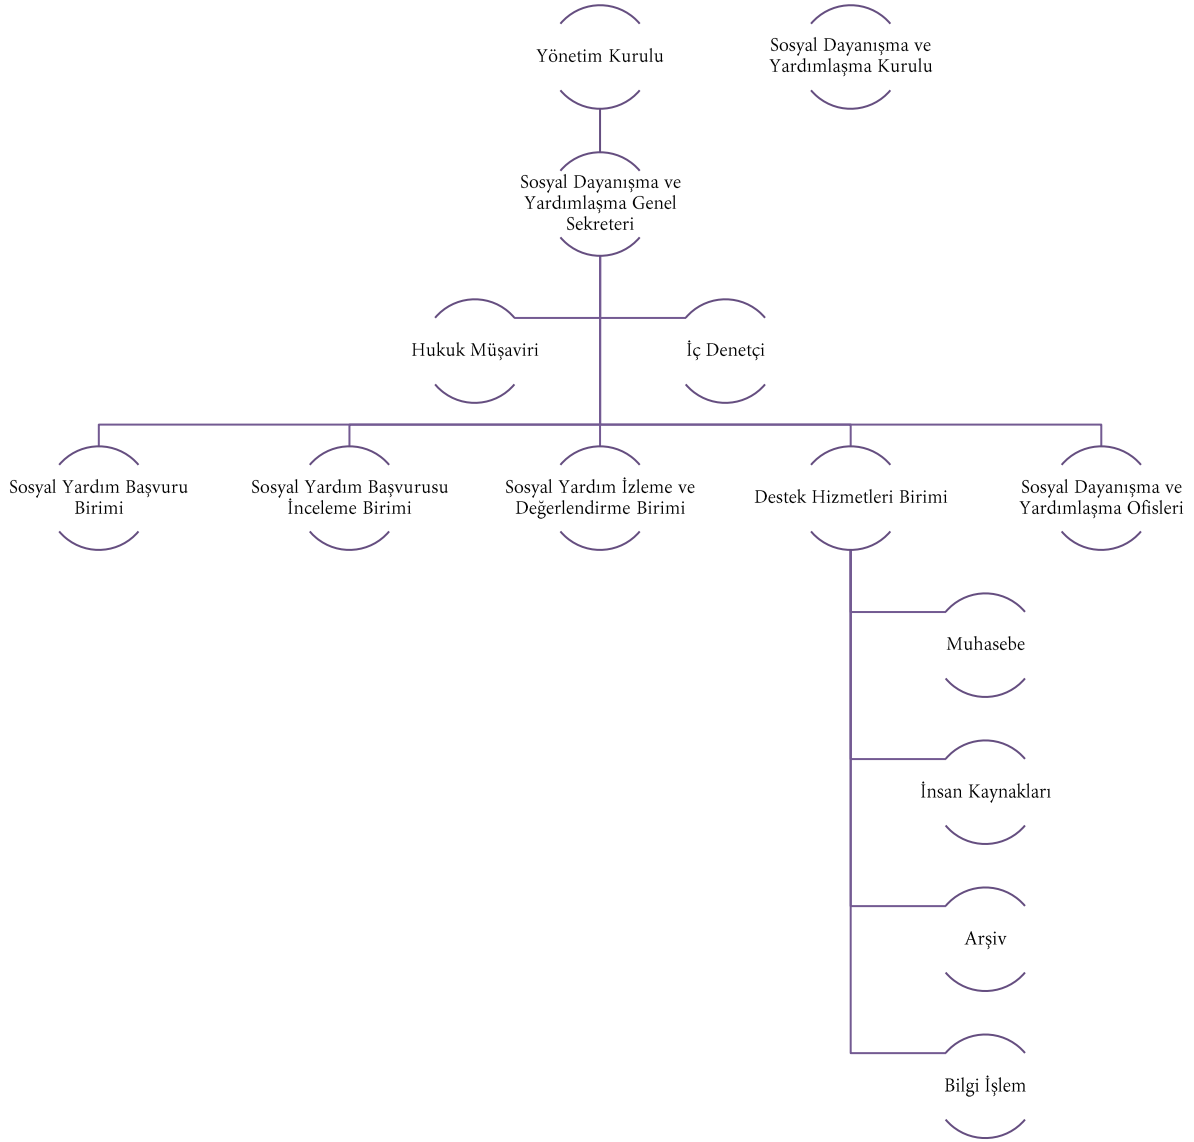 Yönetim Kurulu
Sosyal Dayanışma ve
Yardımlaşma Kurulu
Sosyal Dayanışma ve
Yardımlaşma Genel
Sekreteri
Hukuk Müşaviri
İç Denetçi
Sosyal Yardım Başvuru
Birimi
Sosyal Yardım Başvurusu
İnceleme Birimi
Sosyal Yardım İzleme ve
Değerlendirme Birimi
Destek Hizmetleri Birimi
Sosyal Dayanışma ve
Yardımlaşma Ofisleri
Muhasebe
İnsan Kaynakları
Arşiv
Bilgi İşlem